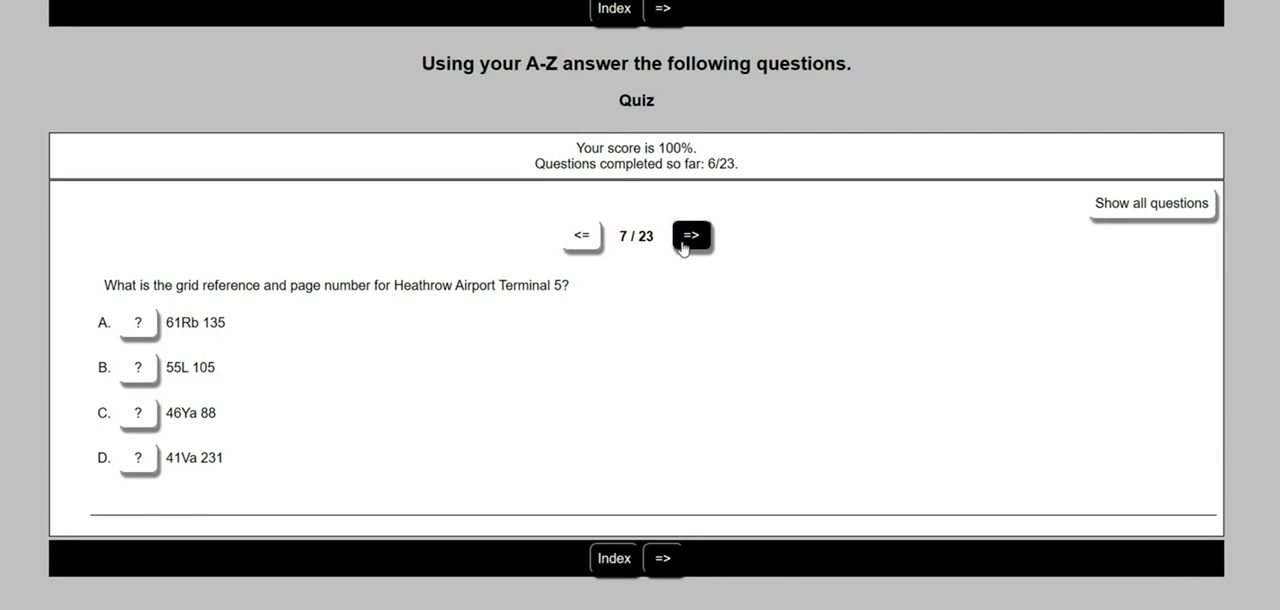 Index =>
Using your A-Z answer the following questions.
Quiz
Your score is 100%.
Questions completed so far: 6/23.
Show all questions
<= 7 / 23 =>
What is the grid reference and page number for Heathrow Airport Terminal 5?
A. ? 61Rb 135
B. ? 55L 105
C. ? 46Ya 88
D. ? 41Va 231
Index =>